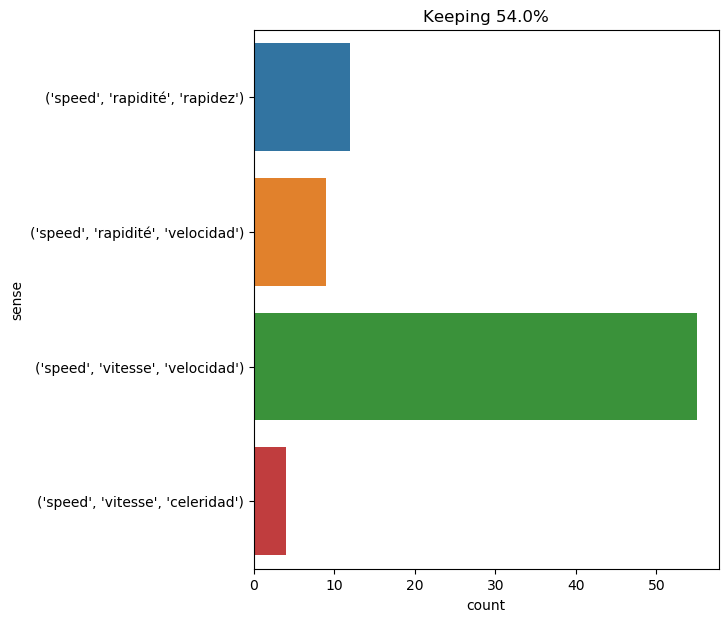 Keeping 54.0%
('speed', 'rapidité', 'rapidez')
('speed', 'rapidité', 'velocidad')
sense
('speed', 'vitesse', 'velocidad')
('speed', 'vitesse', 'celeridad')
0 10 20 30 40 50
count